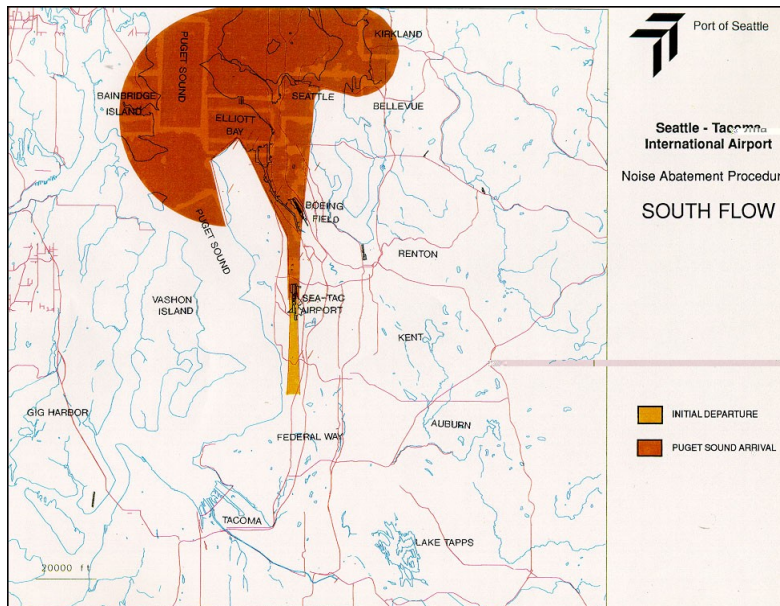 Port of Seattle
Seattle - Tacoma
International Airport
Noise Abatement Procedur
SOUTH FLOW
KIRKLAND
PUGET SOUND
BAINBRIDGE
ISLAND
SEATTLE
BELLEVUE
ELLIOTT
BAY
BOEING
FIELD
PUGET SOUND
RENTON
VASHON
ISLAND
SEA-TAC
AIRPORT
KENT
GIG HARBOR
INITIAL DEPARTURE
AUBURN
FEDERAL WAY
PUGET SOUND ARRIVAL
TACOMA
LAKE TAPPS
20000 ft